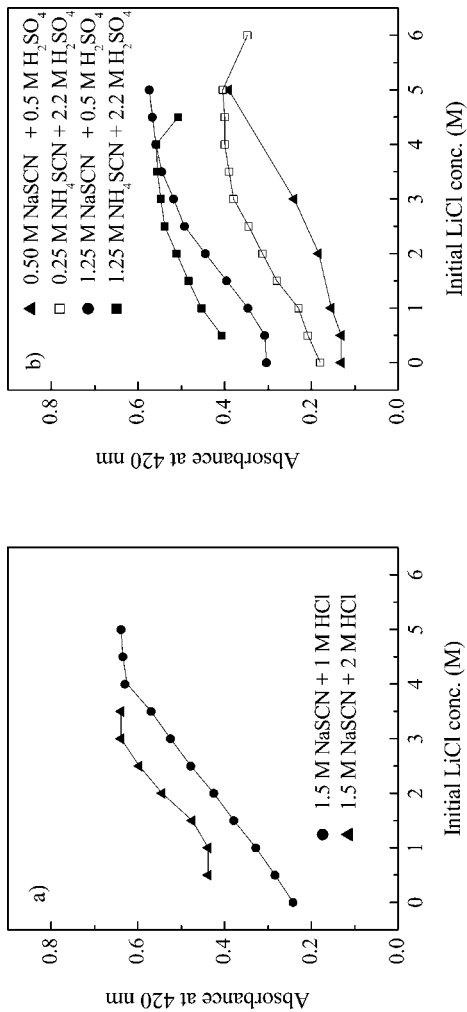 a)
0.8
0.6
0.4
0.2
0.0
Absorbance at 420 nm
0 1 2 3 4 5 6
Initial LiCl conc. (M)
1.5 M NaSCN + 1 M HCl
1.5 M NaSCN + 2 M HCl
b)
0.50 M NaSCN + 0.5 M H₂SO₄
0.25 M NH₄SCN + 2.2 M H₂SO₄
1.25 M NaSCN + 0.5 M H₂SO₄
1.25 M NH₄SCN + 2.2 M H₂SO₄
0.8
0.6
0.4
0.2
0.0
Absorbance at 420 nm
0 1 2 3 4 5 6
Initial LiCl conc. (M)